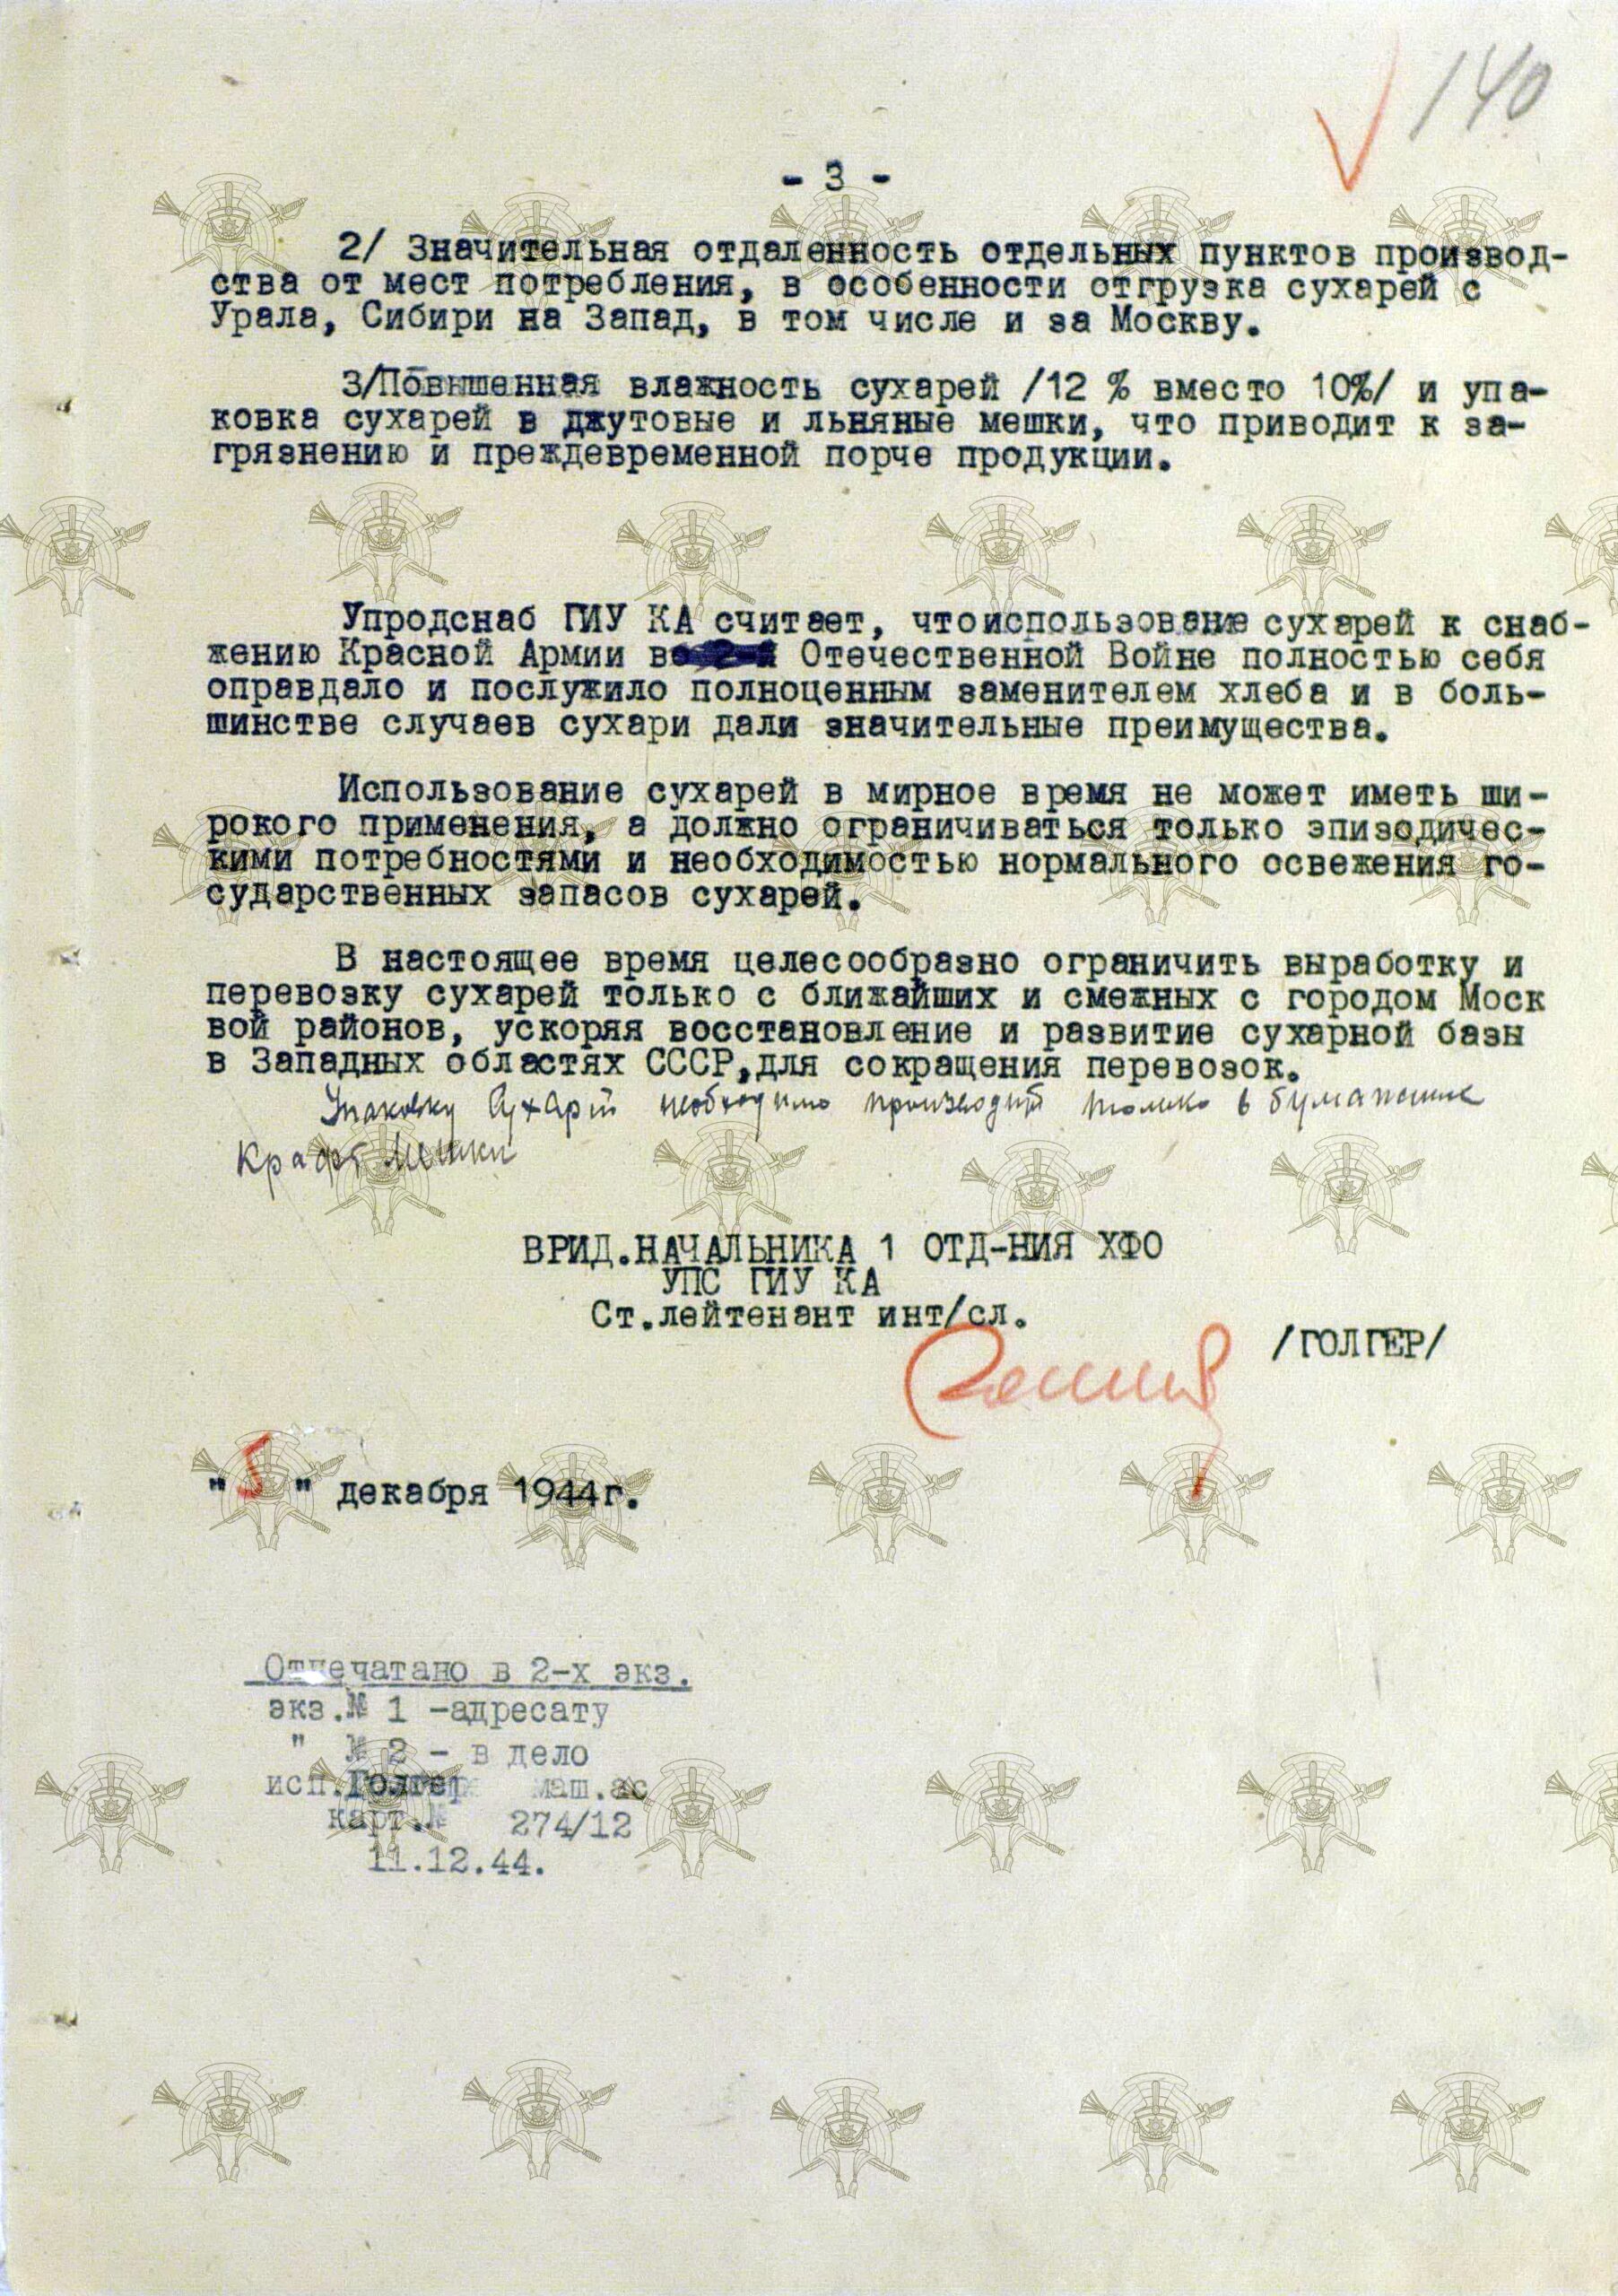 140
- 3 -
2/ Значительная отдаленность отдельных пунктов производ-
ства от мест потребления, в особенности отгрузка сухарей с
Урала, Сибири на Запад, в том числе и за Москву.
3/Повышенная влажность сухарей /12 % вместо 10%/ и упа-
ковка сухарей в джутовые и льняные мешки, что приводит к за-
грязнению и преждевременной порче продукции.
Упродснаб ГИУ КА считает, чтоиспользование сухарей к снаб-
жению Красной Армии в Отечественной Войне полностью себя
оправдало и послужило полноценным заменителем хлеба и в боль-
шинстве случаев сухари дали значительные преимущества.
Использование сухарей в мирное время не может иметь ши-
рокого применения, а должно ограничиваться только эпизодичес-
кими потребностями и необходимостью нормального освежения го-
сударственных запасов сухарей.
В настоящее время целесообразно ограничить выработку и
перевозку сухарей только с ближайших и смежных с городом Моск
вой районов, ускоряя восстановление и развитие сухарной базы
в Западных областях СССР,для сокращения перевозок.
Упаковку сухарей необходимо производить только в бумажные
крафт мешки
ВРИД.НАЧАЛЬНИКА 1 ОТД-НИЯ ХФО
УПС ГИУ КА
Ст.лейтенант инт/сл.
/ГОЛГЕР/
"5" декабря 1944г.
Отпечатано в 2-х экз.
экз.№ 1 -адресату
" № 2 - в дело
исп.Голгер маш.ас
карт.№ 274/12
11.12.44.